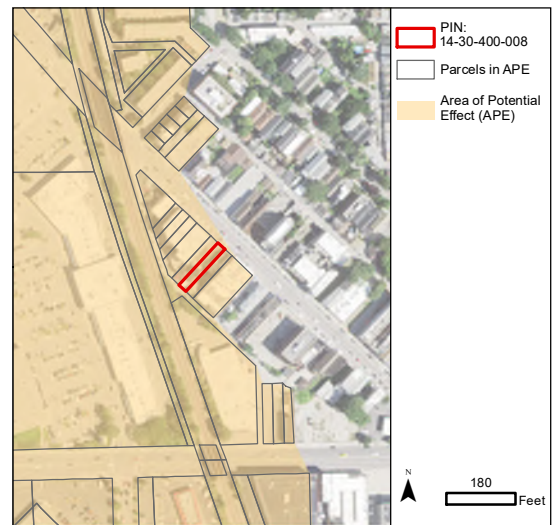 PIN:
14-30-400-008
Parcels in APE
Area of Potential
Effect (APE)
N
180
Feet